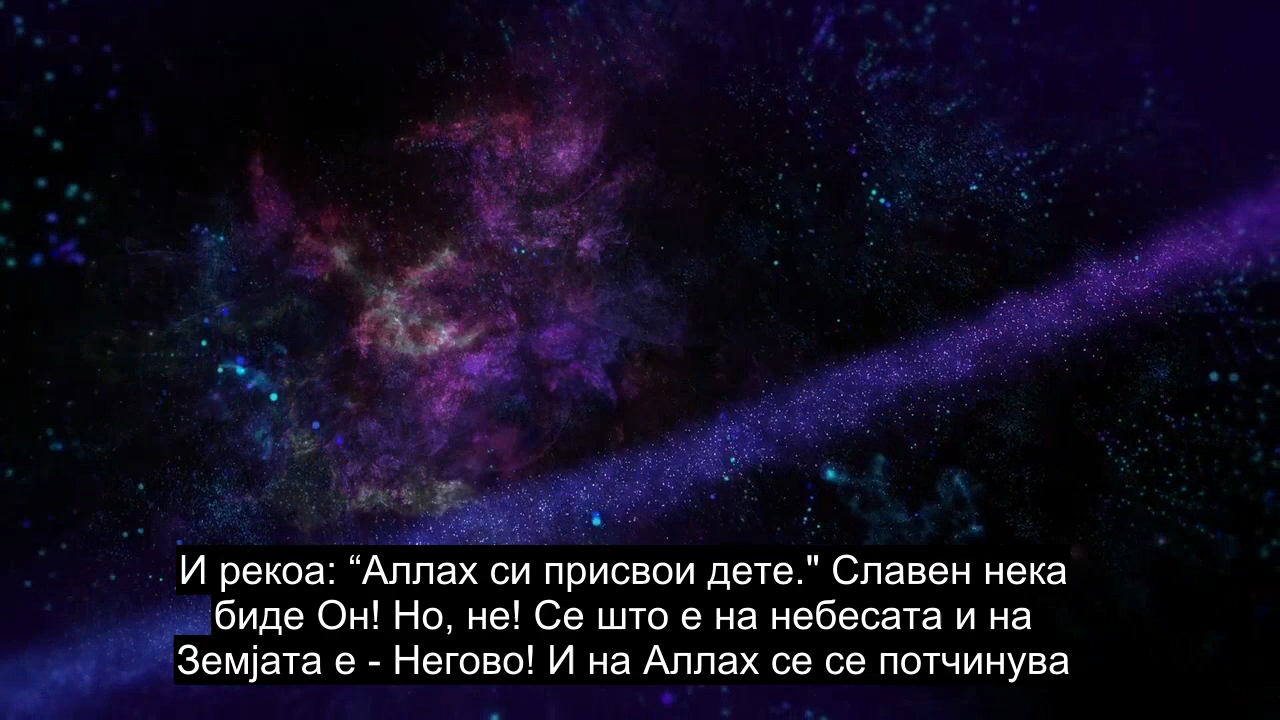 И рекоа: “Аллах си присвои дете." Славен нека
биде Он! Но, не! Се што е на небесата и на
Земјата е - Негово! И на Аллах се се потчинува